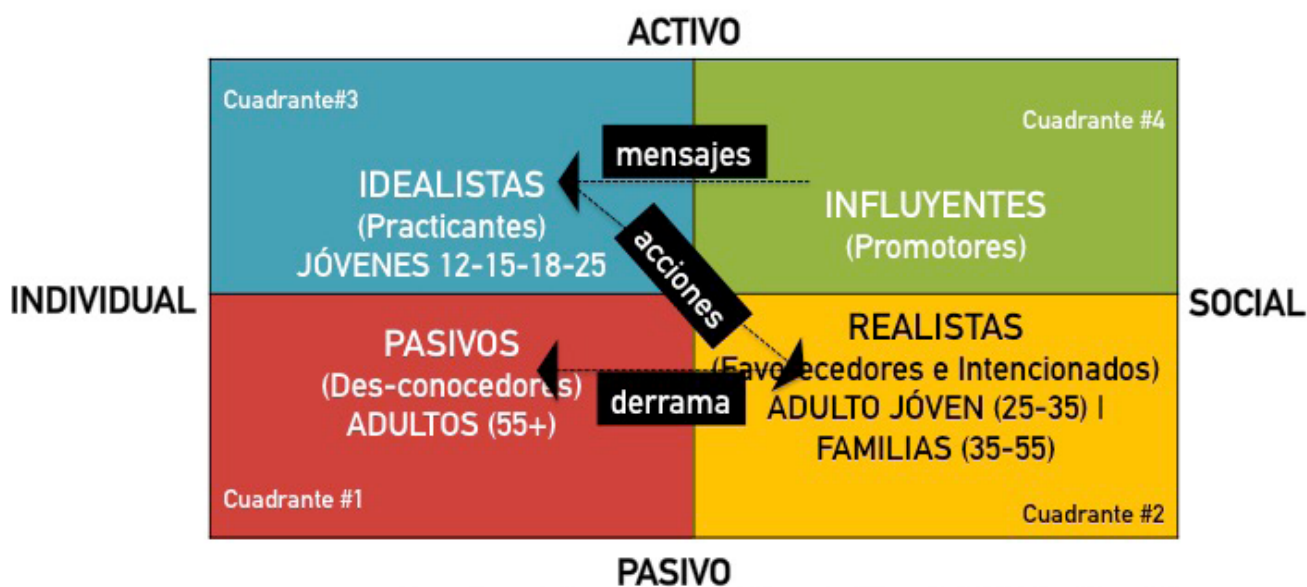 ACTIVO
Cuadrante#3
Cuadrante #4
mensajes
IDEALISTAS
(Practicantes)
JÓVENES 12-15-18-25
INFLUYENTES
(Promotores)
acciones
INDIVIDUAL
SOCIAL
PASIVOS
(Des-conocedores)
ADULTOS (55+)
derrama
REALISTAS
(Favorecedores e Intencionados)
ADULTO JÓVEN (25-35) |
FAMILIAS (35-55)
Cuadrante #1
Cuadrante #2
PASIVO